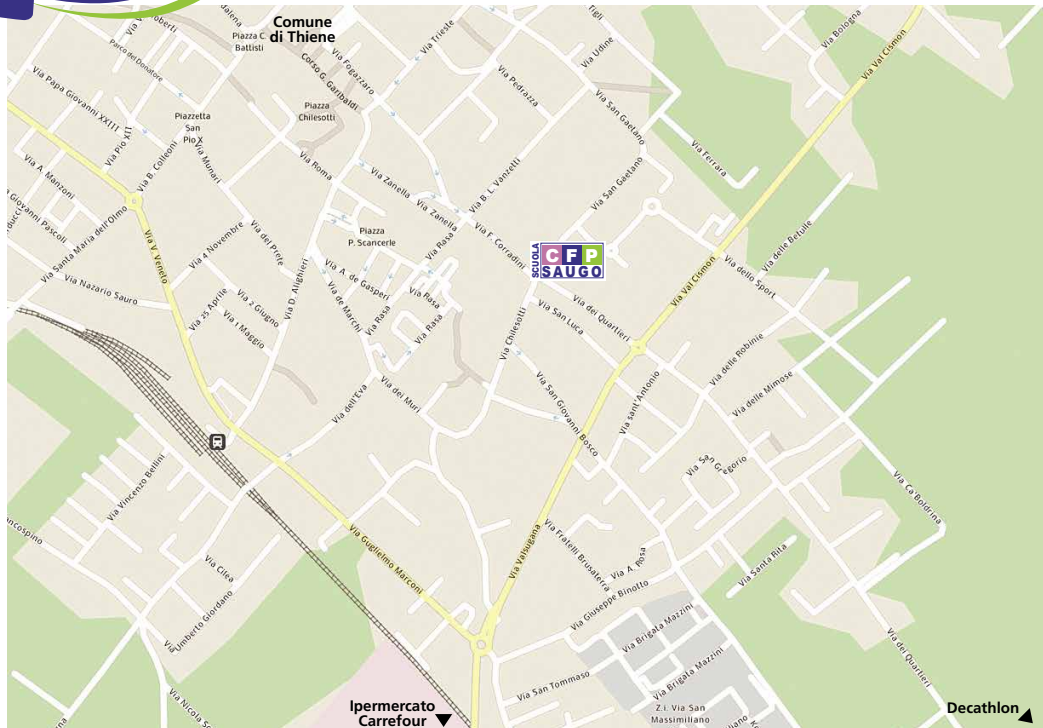 Comune
di Thiene
Piazza C
Battisti
Parco del Donatore
Via Fogazzaro
Corso G. Garibaldi
Via Trieste
Via Udine
Via Bologna
Via Val Cismon
Via Papa Giovanni XXIII
Piazza
Chilesotti
Via Pedrazza
Via San Gaetano
Piazzetta
San
Pio X
Via Pio XII
Via B. Colleoni
Via Munari
Via Roma
Via Zanella
Via Zanella
Via B. L. Vanzetti
Via San Gaetano
Via Ferrara
Via A. Manzoni
Giovanni Pascoli
Via Santa Maria dell'Olmo
Via V. Veneto
Via 4 Novembre
Via del Prete
Piazza
P. Scancerle
Via Rasa
Via F. Corradini
SCUOLA
CFP
SAUGO
Via Val Cismon
Via dello Sport
Via delle Betulle
Via Nazario Sauro
Via 25 Aprile
Via 2 Giugno
Via 1 Maggio
Via D. Alighieri
Via A. de Gasperi
Via de Marchi
Via Rasa
Via Rasa
Via Rasa
Via Chilesotti
Via San Luca
Via dei Quartieri
Via delle Robinie
Via delle Mimose
Via dell'Eva
Via dei Muri
Via San Giovanni Bosco
Via sant'Antonio
Via San Gregorio
Via Ca'Boldrina
Via Vincenzo Bellini
Via Guglielmo Marconi
Via Valsugana
Via Fratelli Brusaterra
Via A. Rosa
Via Santa Rita
Via Cilea
Via Umberto Giordano
Via Giuseppe Binotto
Via Brigata Mazzini
Via Brigata Mazzini
Via dei Quartieri
Via San Tommaso
Z.i. Via San
Massimiliano
Ipermercato
Carrefour
Decathlon